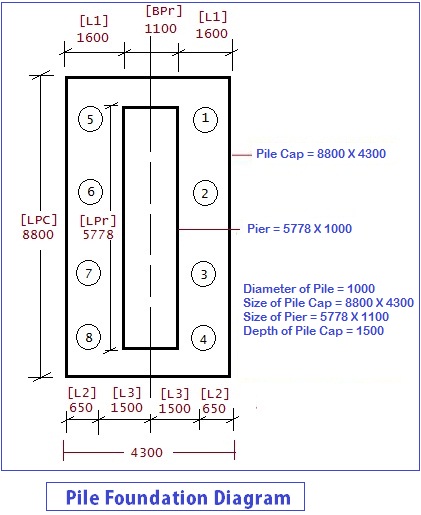 [BPr]
[L1] 1100 [L1]
1600 1600
5 1
Pile Cap = 8800 X 4300
6 2
[LPC] [LPr] Pier = 5778 X 1000
8800 5778
7 3
Diameter of Pile = 1000
Size of Pile Cap = 8800 X 4300
Size of Pier = 5778 X 1100
Depth of Pile Cap = 1500
8 4
[L2] [L3] [L3] [L2]
650 1500 1500 650
4300
Pile Foundation Diagram